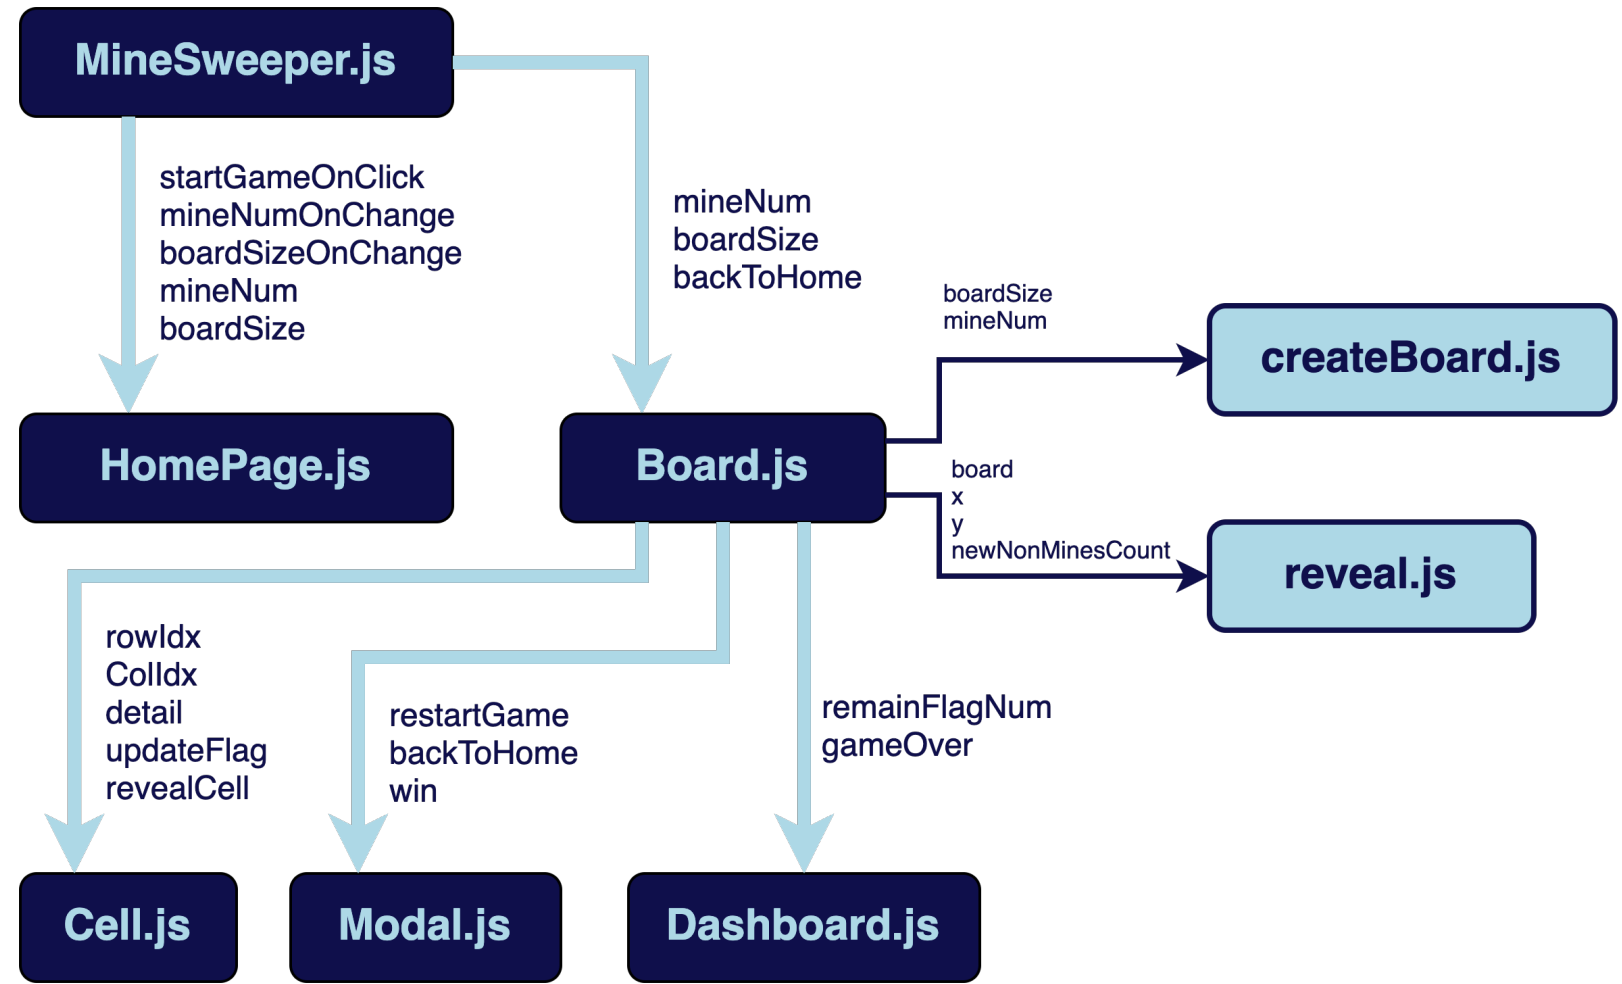 MineSweeper.js
startGameOnClick
mineNumOnChange
boardSizeOnChange
mineNum
boardSize
mineNum
boardSize
backToHome
boardSize
mineNum
createBoard.js
HomePage.js
Board.js
board
x
y
newNonMinesCount
reveal.js
rowIdx
ColIdx
detail
updateFlag
revealCell
restartGame
backToHome
win
remainFlagNum
gameOver
Cell.js
Modal.js
Dashboard.js